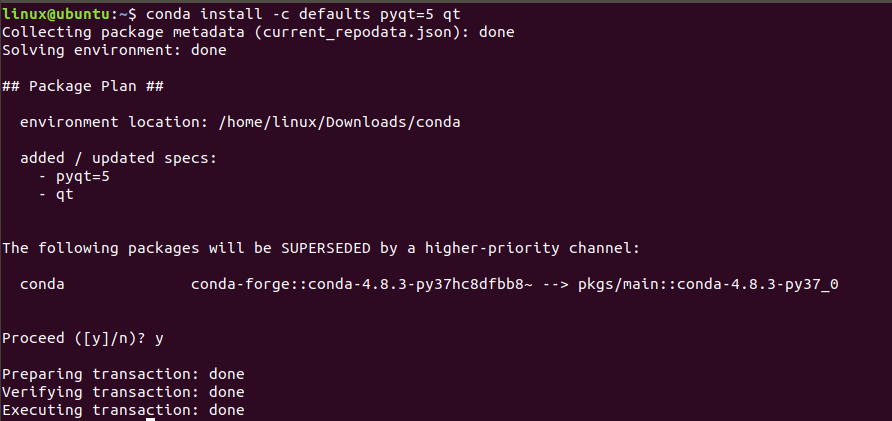 linux@ubuntu:~$ conda install -c defaults pyqt=5 qt
Collecting package metadata (current_repodata.json): done
Solving environment: done
## Package Plan ##
environment location: /home/linux/Downloads/conda
added / updated specs:
- pyqt=5
- qt
The following packages will be SUPERSEDED by a higher-priority channel:
conda conda-forge::conda-4.8.3-py37hc8dfbb8~ --> pkgs/main::conda-4.8.3-py37_0
Proceed ([y]/n)? y
Preparing transaction: done
Verifying transaction: done
Executing transaction: done